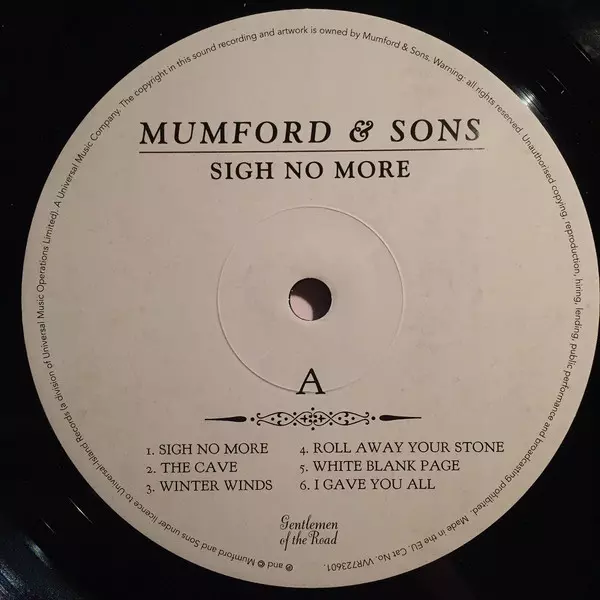 MUMFORD & SONS
SIGH NO MORE
A
1. SIGH NO MORE
2. THE CAVE
3. WINTER WINDS
4. ROLL AWAY YOUR STONE
5. WHITE BLANK PAGE
6. I GAVE YOU ALL
Gentlemen
of the Road
℗ and © Mumford and Sons under licence to Universal-Island Records (a division of Universal Music Operations Limited). A Universal Music Company. The copyright in this sound recording and artwork is owned by Mumford & Sons. Warning: all rights reserved. Unauthorised copying, reproduction, hiring, lending, public performance and broadcasting prohibited. Made in the EU. Cat No. VVR723601.